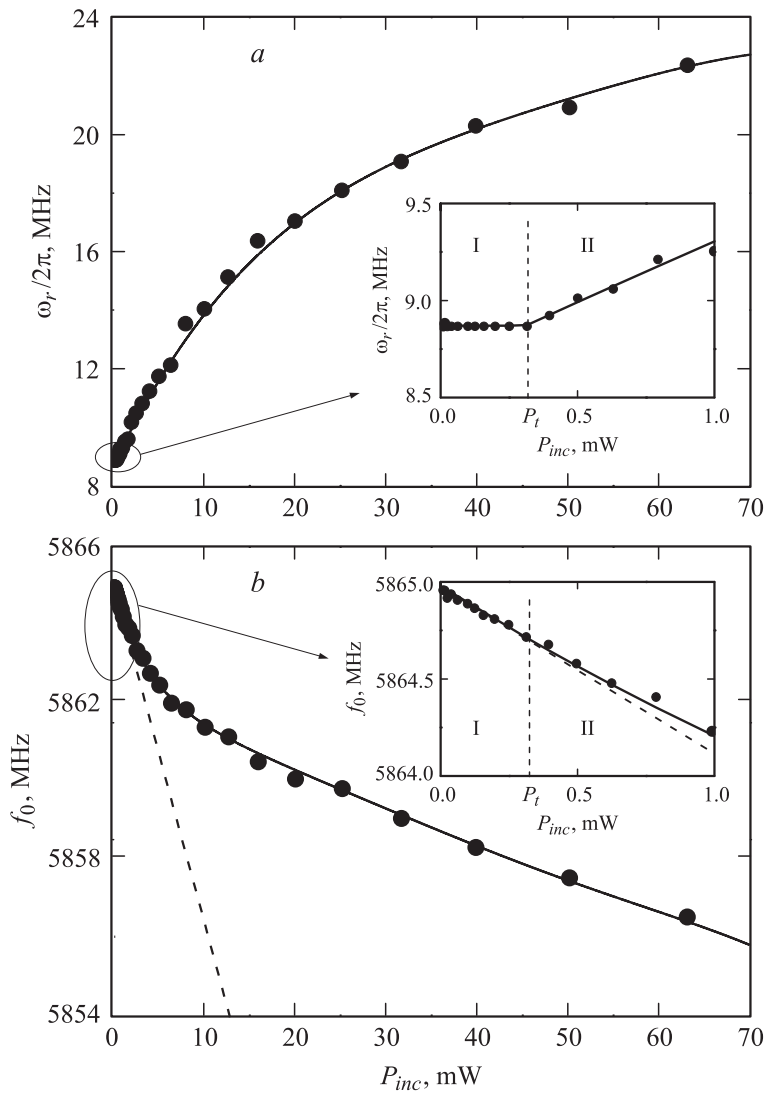 24
a
20
ωr/2π, MHz
16
12
8
0 10 20 30 40 50 60 70
9.5
I II
ωr/2π, MHz
9.0
8.5
0.0 Pt 0.5 1.0
Pinc, mW
5866
b
5862
f0, MHz
5858
5854
0 10 20 30 40 50 60 70
Pinc, mW
5865.0
f0, MHz
5864.5
I II
5864.0
0.0 Pt 0.5 1.0
Pinc, mW